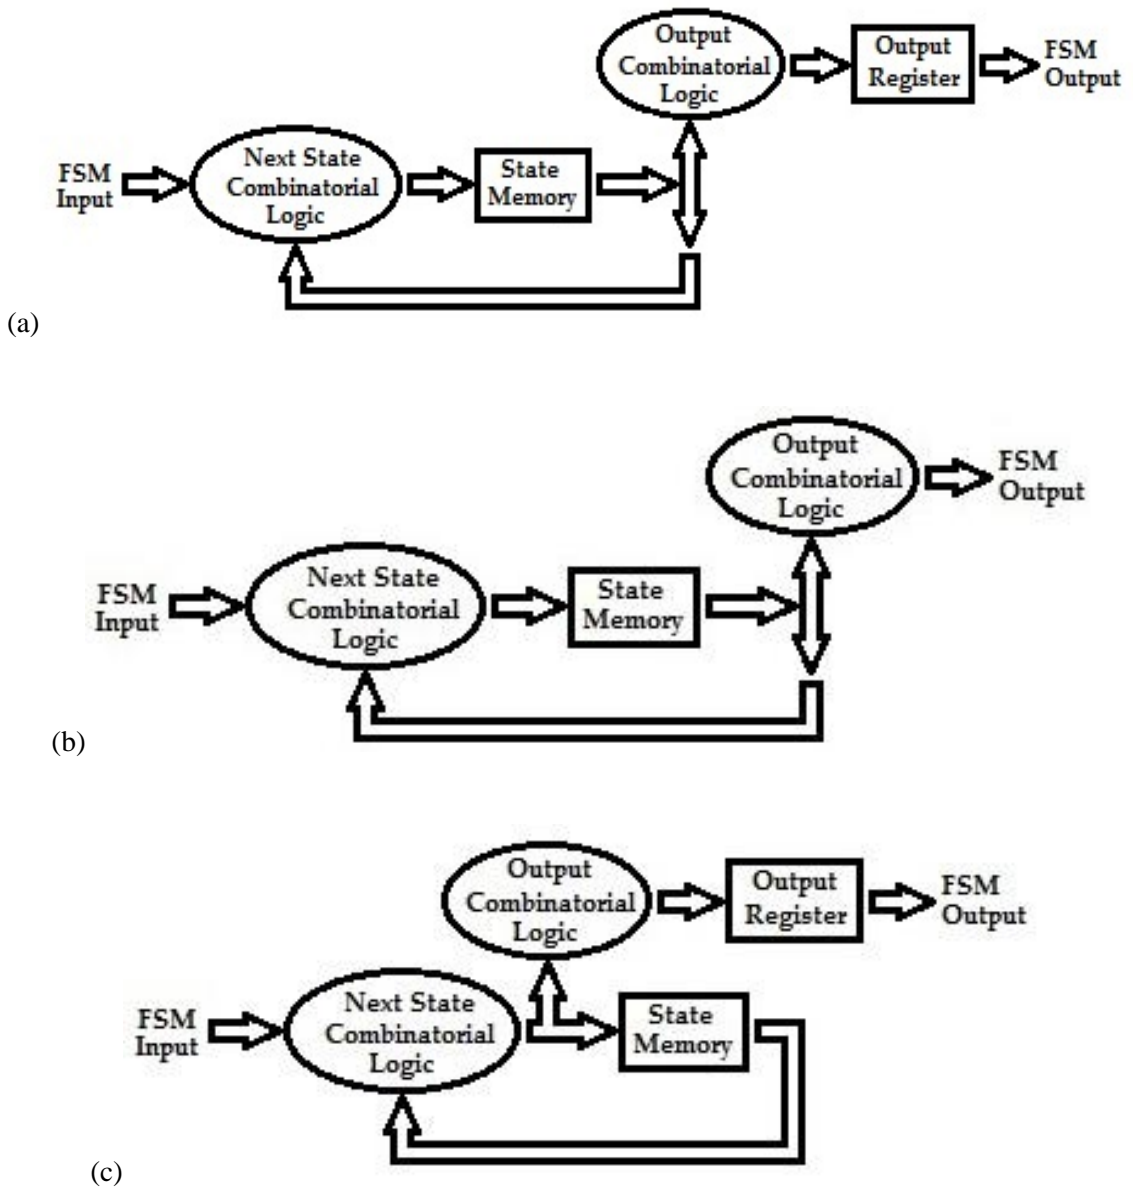 Output
Combinatorial
Logic
Output
Register
FSM
Output
FSM
Input
Next State
Combinatorial
Logic
State
Memory
(a)
Output
Combinatorial
Logic
FSM
Output
FSM
Input
Next State
Combinatorial
Logic
State
Memory
(b)
Output
Combinatorial
Logic
Output
Register
FSM
Output
FSM
Input
Next State
Combinatorial
Logic
State
Memory
(c)